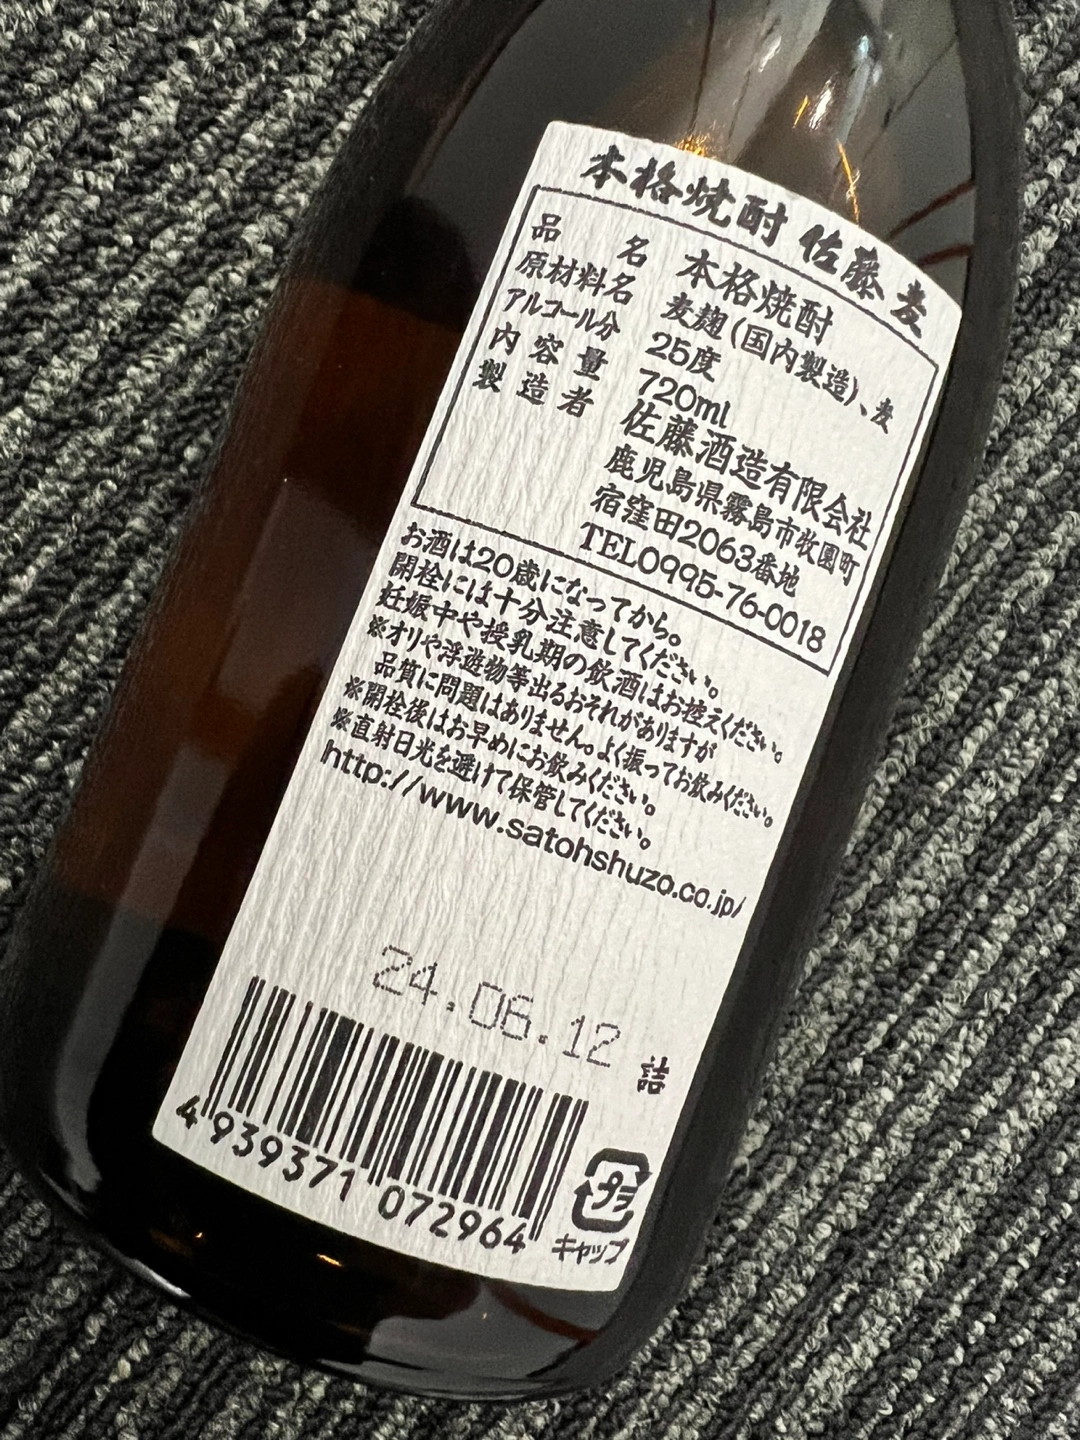 本格焼酎 佐藤 麦
品名 本格焼酎
原材料名 麦麹(国内製造)、麦
アルコール分 25度
内容量 720ml
製造者 佐藤酒造有限会社
鹿児島県霧島市牧園町
宿窪田2063番地
TEL0995-76-0018
お酒は20歳になってから。
開栓には十分注意してください。
妊娠中や授乳期の飲酒はお控えください。
※オリや浮遊物等出るおそれがありますが
品質に問題はありません。よく振ってお飲みください。
※開栓後はお早めにお飲みください。
※直射日光を避けて保管してください。
http://www.satohshuzo.co.jp/
24.06.12 詰
4 939371 072964
プラ
キャップ